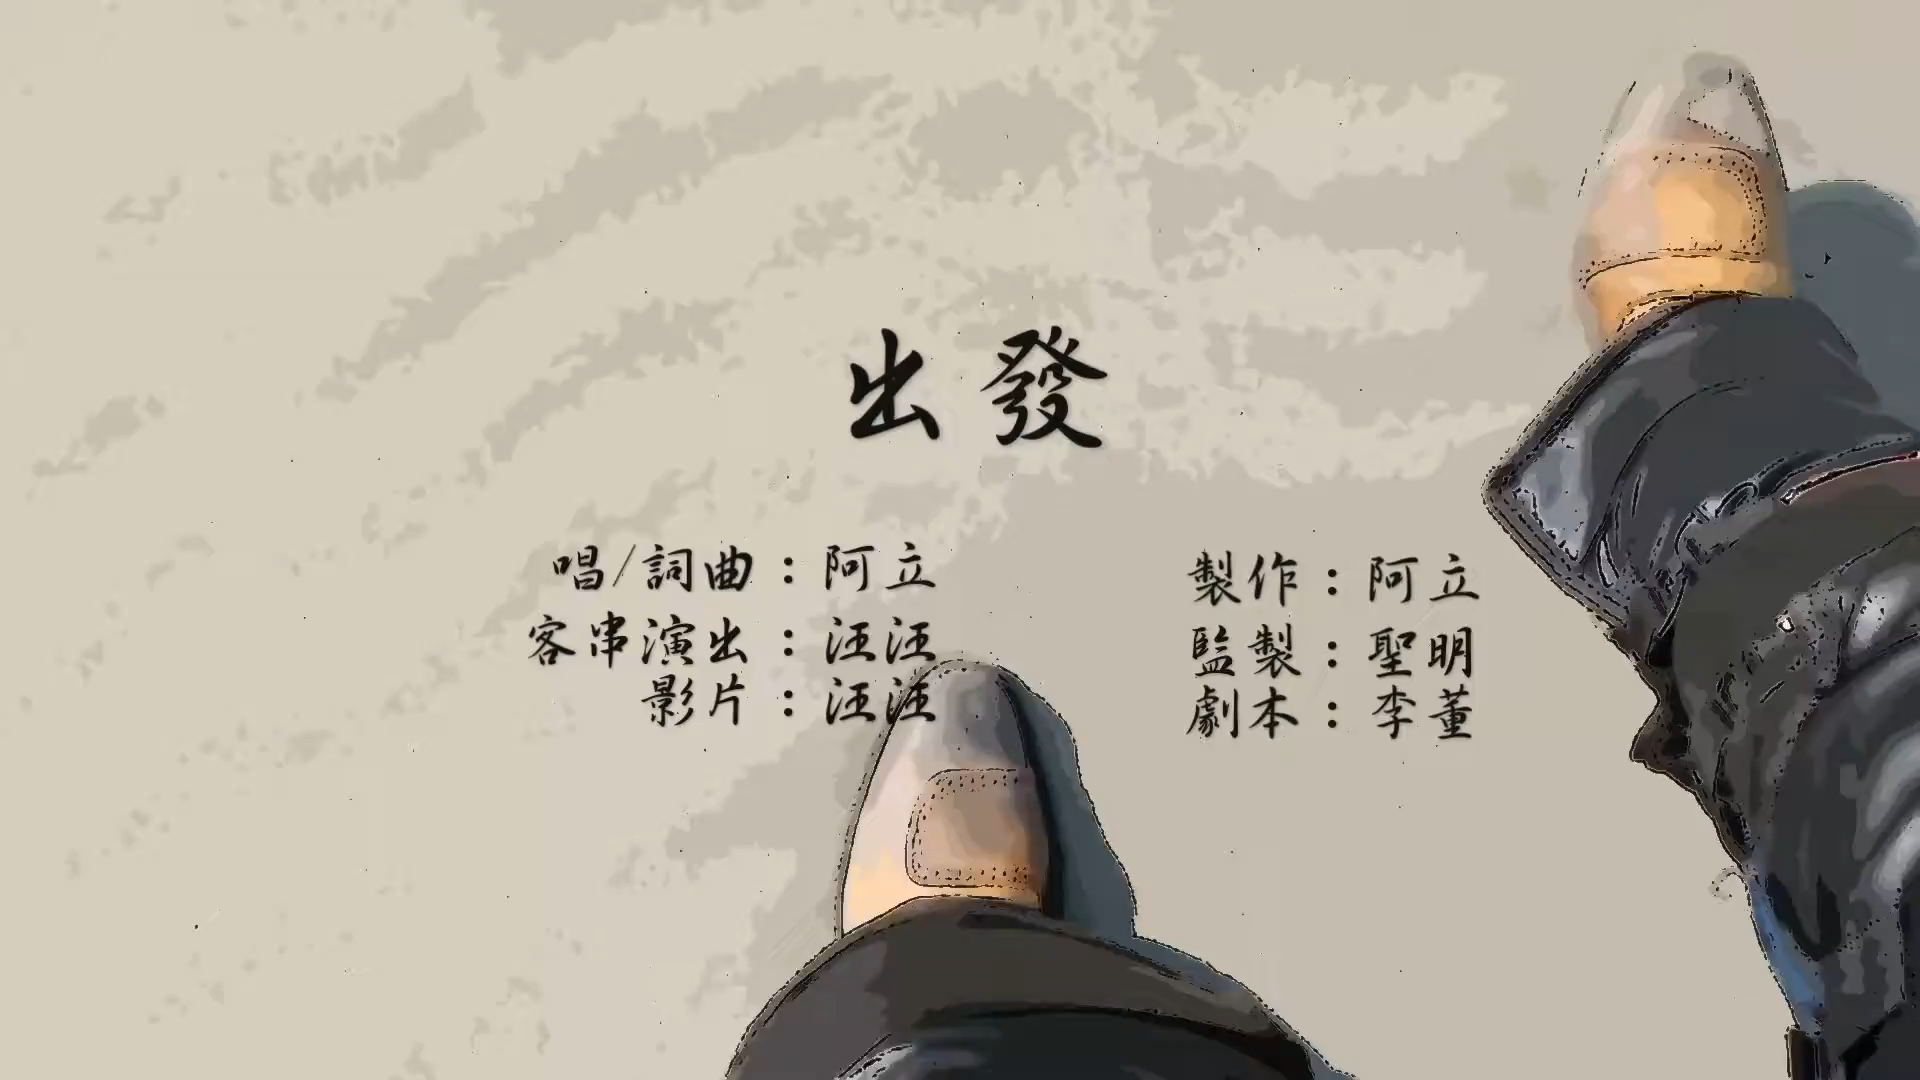 出發
唱/詞曲：阿立
客串演出：汪汪
影片：汪汪
製作：阿立
監製：聖明
劇本：李董